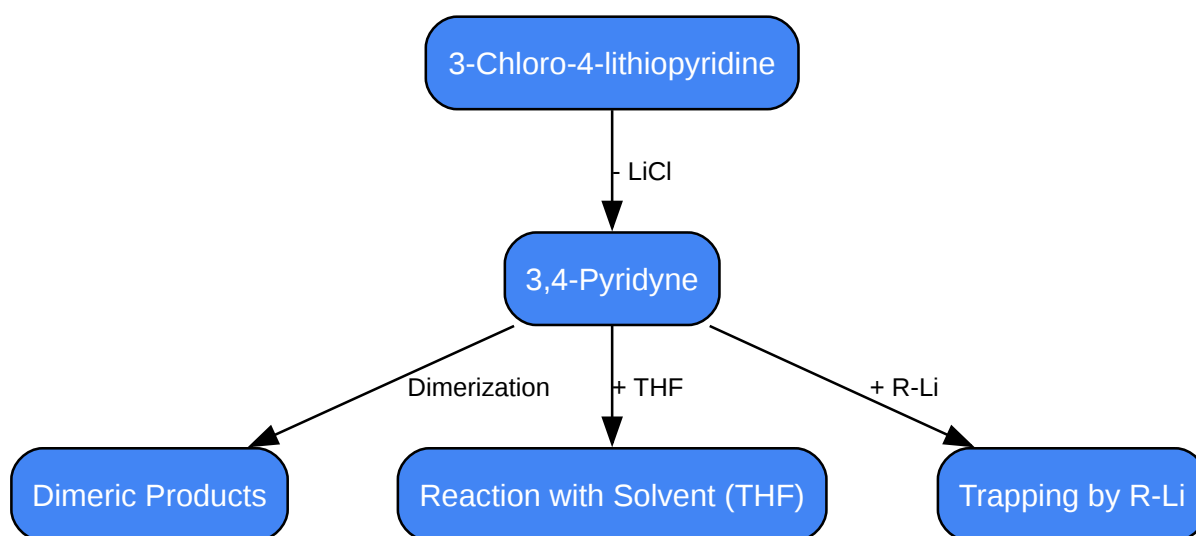 3-Chloro-4-lithiopyridine
- LiCl
3,4-Pyridyne
Dimerization
+ THF
+ R-Li
Dimeric Products
Reaction with Solvent (THF)
Trapping by R-Li